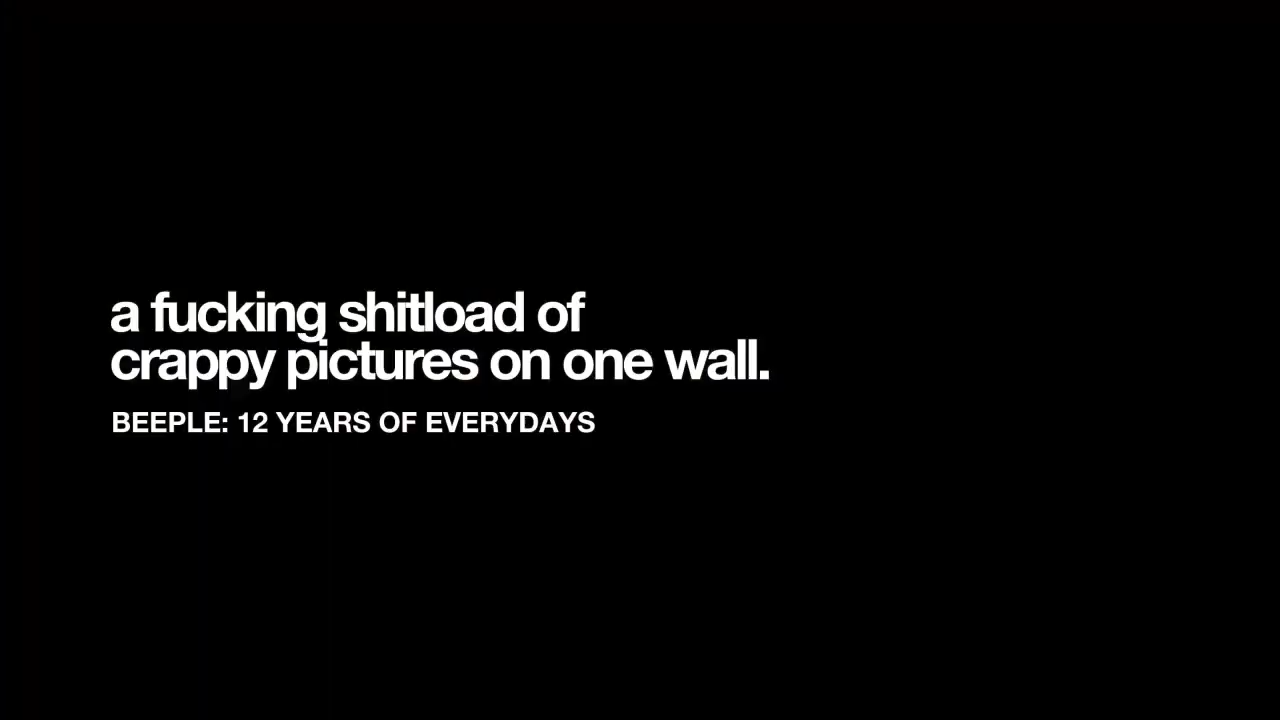 a fucking shitload of
crappy pictures on one wall.
BEEPLE: 12 YEARS OF EVERYDAYS